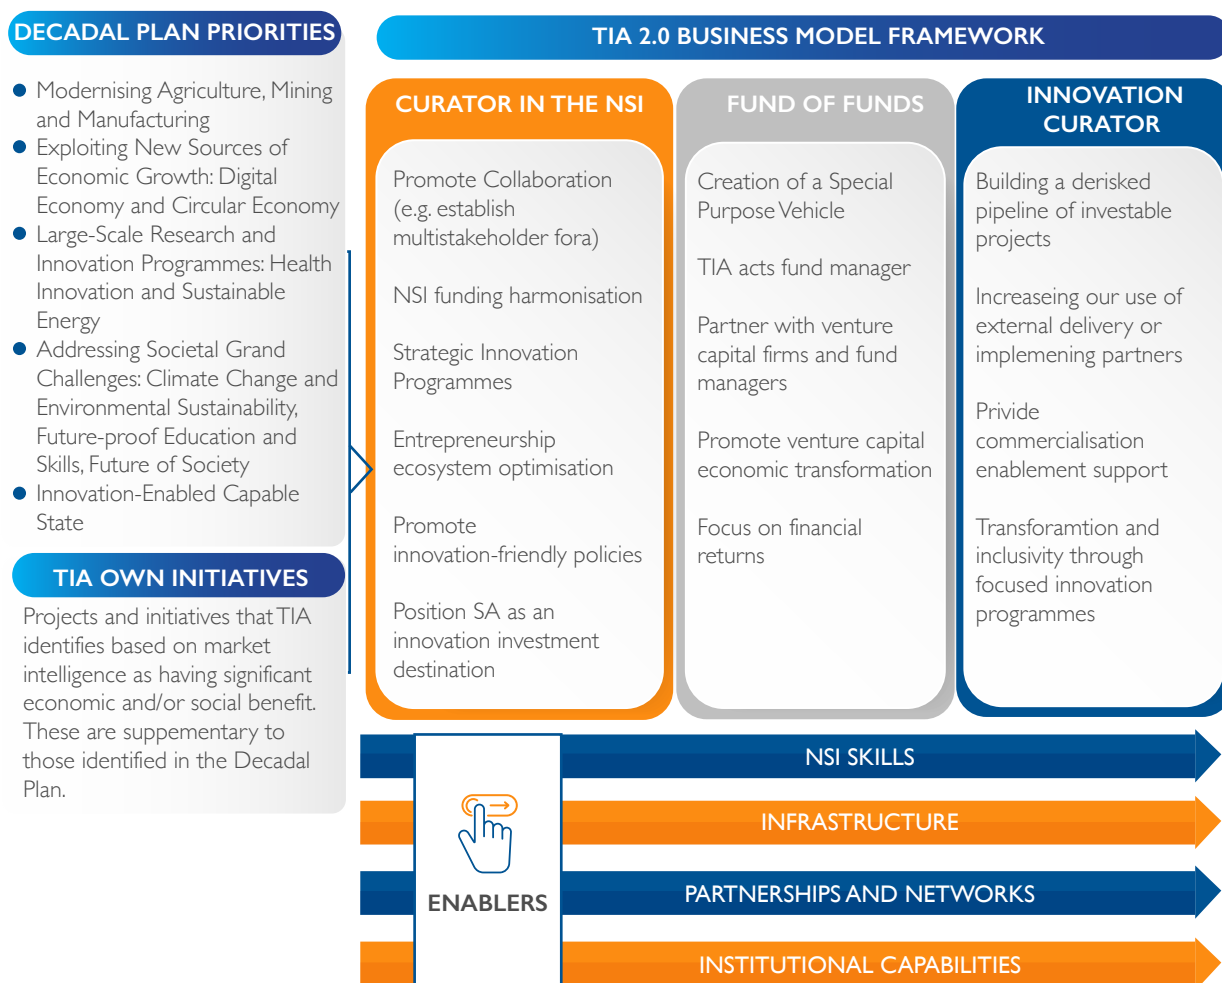 DECADAL PLAN PRIORITIES
Modernising Agriculture, Mining
and Manufacturing
Exploiting New Sources of
Economic Growth: Digital
Economy and Circular Economy
Large-Scale Research and
Innovation Programmes: Health
Innovation and Sustainable
Energy
Addressing Societal Grand
Challenges: Climate Change and
Environmental Sustainability,
Future-proof Education and
Skills, Future of Society
Innovation-Enabled Capable
State
TIA OWN INITIATIVES
Projects and initiatives that TIA
identifies based on market
intelligence as having significant
economic and/or social benefit.
These are suppementary to
those identified in the Decadal
Plan.
TIA 2.0 BUSINESS MODEL FRAMEWORK
CURATOR IN THE NSI
Promote Collaboration
(e.g. establish
multistakeholder fora)
NSI funding harmonisation
Strategic Innovation
Programmes
Entrepreneurship
ecosystem optimisation
Promote
innovation-friendly policies
Position SA as an
innovation investment
destination
FUND OF FUNDS
Creation of a Special
Purpose Vehicle
TIA acts fund manager
Partner with venture
capital firms and fund
managers
Promote venture capital
economic transformation
Focus on financial
returns
INNOVATION
CURATOR
Building a derisked
pipeline of investable
projects
Increaseing our use of
external delivery or
implemening partners
Privide
commercialisation
enablement support
Transforamtion and
inclusivity through
focused innovation
programmes
ENABLERS
NSI SKILLS
INFRASTRUCTURE
PARTNERSHIPS AND NETWORKS
INSTITUTIONAL CAPABILITIES